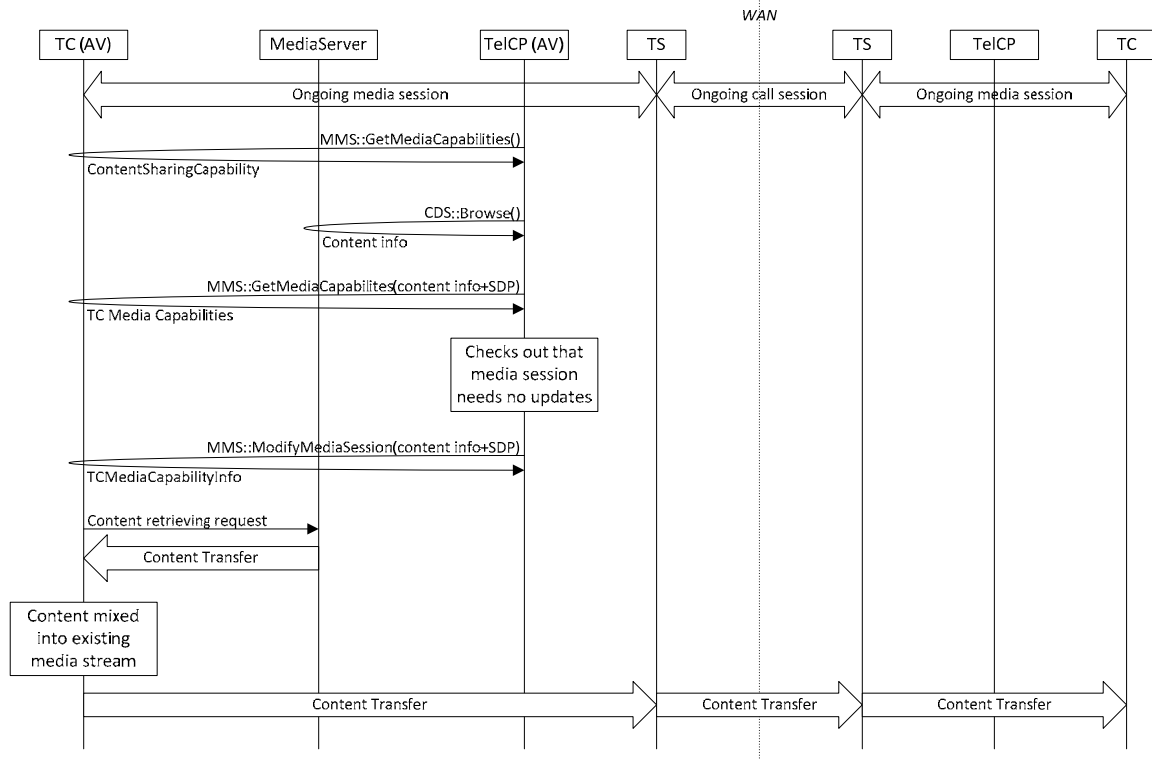 WAN
TC (AV)
MediaServer
TelCP (AV)
TS
TS
TelCP
TC
Ongoing media session
Ongoing call session
Ongoing media session
MMS::GetMediaCapabilities()
ContentSharingCapability
CDS::Browse()
Content info
MMS::GetMediaCapabilites(content info+SDP)
TC Media Capabilities
Checks out that
media session
needs no updates
MMS::ModifyMediaSession(content info+SDP)
TCMediaCapabilityInfo
Content retrieving request
Content Transfer
Content mixed
into existing
media stream
Content Transfer
Content Transfer
Content Transfer